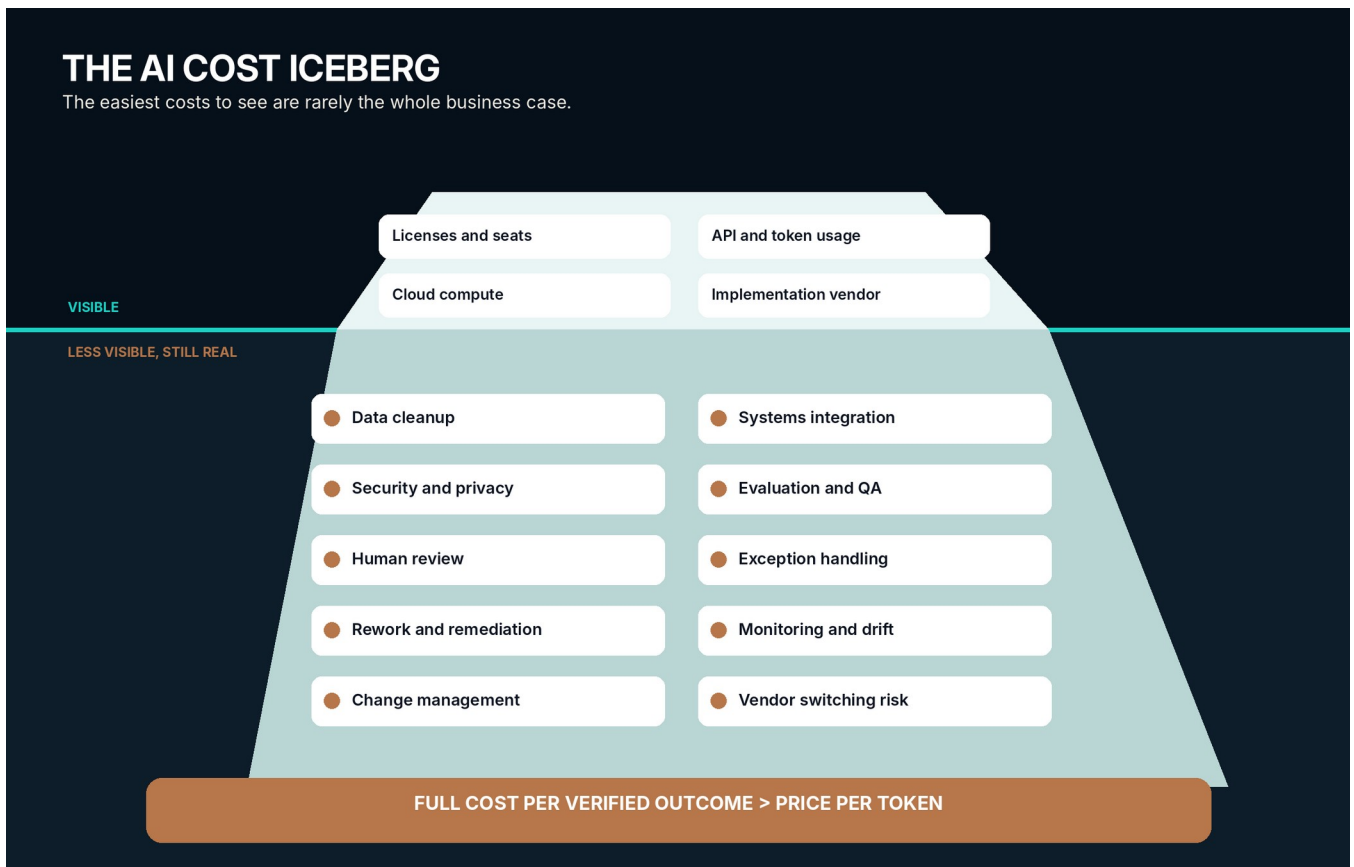 THE AI COST ICEBERG
The easiest costs to see are rarely the whole business case.
Licenses and seats
API and token usage
Cloud compute
Implementation vendor
VISIBLE
LESS VISIBLE, STILL REAL
Data cleanup
Systems integration
Security and privacy
Evaluation and QA
Human review
Exception handling
Rework and remediation
Monitoring and drift
Change management
Vendor switching risk
FULL COST PER VERIFIED OUTCOME > PRICE PER TOKEN